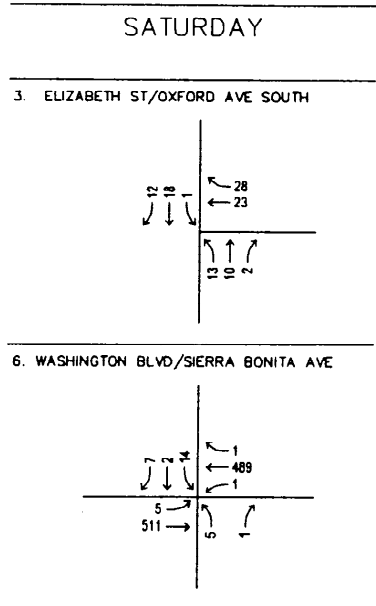 SATURDAY
3. ELIZABETH ST/OXFORD AVE SOUTH
12 18 1
28
23
13 10 2
6. WASHINGTON BLVD/SIERRA BONITA AVE
7 2 14
1
489
1
5
511
5 1